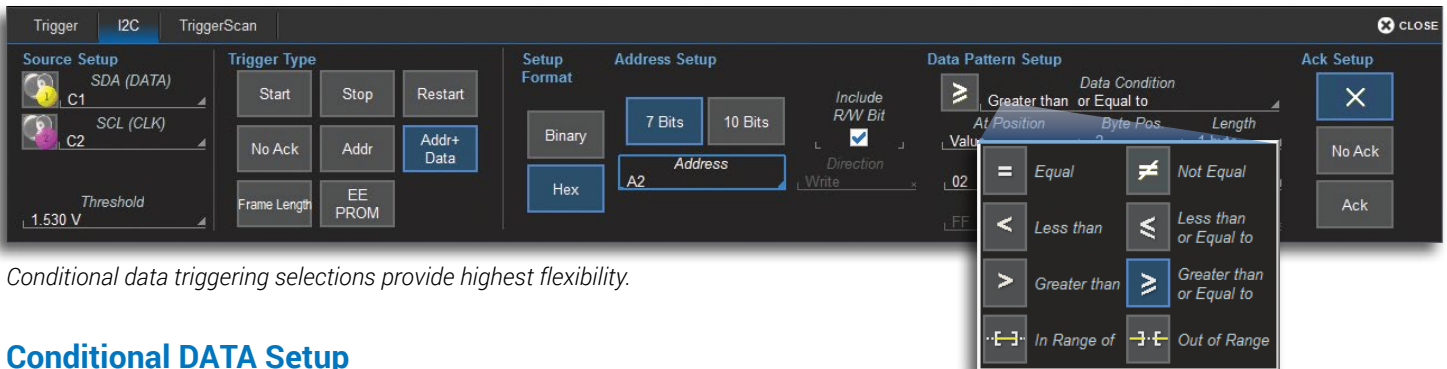 Trigger I2C TriggerScan CLOSE
Source Setup
SDA (DATA)
C1
SCL (CLK)
C2
Threshold
1.530 V
Trigger Type
Start Stop Restart
No Ack Addr Addr+
Data
Frame Length EE
PROM
Setup
Format
Binary
Hex
Address Setup
7 Bits 10 Bits
Include
R/W Bit
Address
A2
Direction
Write
Data Pattern Setup
≥ Data Condition
Greater than or Equal to
At Position Byte Pos. Length
02
FF
= Equal ≠ Not Equal
< Less than ≤ Less than
or Equal to
> Greater than ≥ Greater than
or Equal to
In Range of Out of Range
Ack Setup
X
No Ack
Ack
Conditional data triggering selections provide highest flexibility.
Conditional DATA Setup